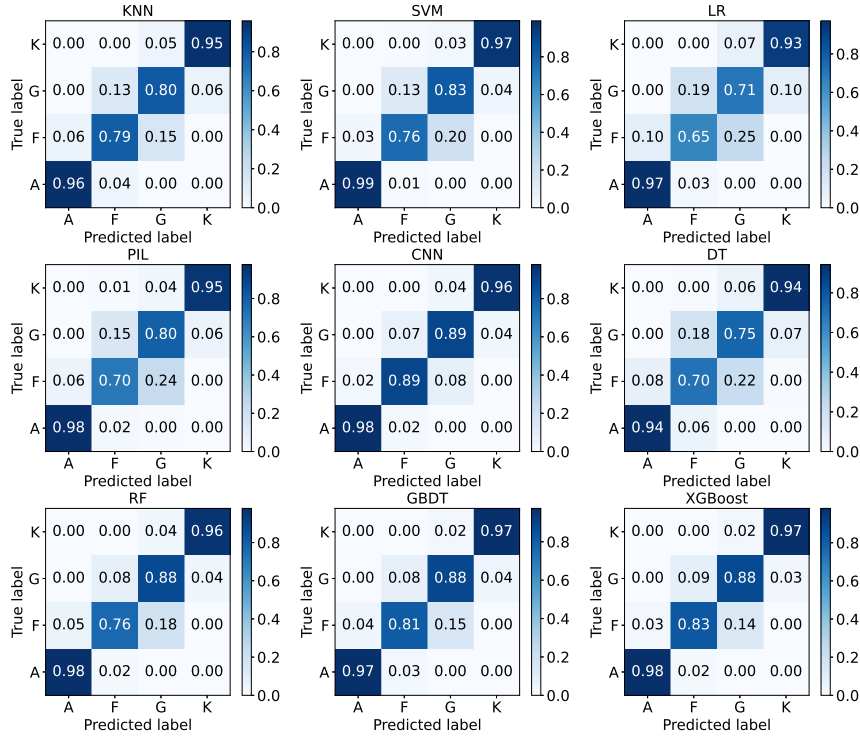 KNN
True label
K 0.00 0.00 0.05 0.95
G 0.00 0.13 0.80 0.06
F 0.06 0.79 0.15 0.00
A 0.96 0.04 0.00 0.00
A F G K
Predicted label
0.8
0.6
0.4
0.2
0.0
SVM
True label
K 0.00 0.00 0.03 0.97
G 0.00 0.13 0.83 0.04
F 0.03 0.76 0.20 0.00
A 0.99 0.01 0.00 0.00
A F G K
Predicted label
0.8
0.6
0.4
0.2
0.0
LR
True label
K 0.00 0.00 0.07 0.93
G 0.00 0.19 0.71 0.10
F 0.10 0.65 0.25 0.00
A 0.97 0.03 0.00 0.00
A F G K
Predicted label
0.8
0.6
0.4
0.2
0.0
PIL
True label
K 0.00 0.01 0.04 0.95
G 0.00 0.15 0.80 0.06
F 0.06 0.70 0.24 0.00
A 0.98 0.02 0.00 0.00
A F G K
Predicted label
0.8
0.6
0.4
0.2
0.0
CNN
True label
K 0.00 0.00 0.04 0.96
G 0.00 0.07 0.89 0.04
F 0.02 0.89 0.08 0.00
A 0.98 0.02 0.00 0.00
A F G K
Predicted label
0.8
0.6
0.4
0.2
0.0
DT
True label
K 0.00 0.00 0.06 0.94
G 0.00 0.18 0.75 0.07
F 0.08 0.70 0.22 0.00
A 0.94 0.06 0.00 0.00
A F G K
Predicted label
0.8
0.6
0.4
0.2
0.0
RF
True label
K 0.00 0.00 0.04 0.96
G 0.00 0.08 0.88 0.04
F 0.05 0.76 0.18 0.00
A 0.98 0.02 0.00 0.00
A F G K
Predicted label
0.8
0.6
0.4
0.2
0.0
GBDT
True label
K 0.00 0.00 0.02 0.97
G 0.00 0.08 0.88 0.04
F 0.04 0.81 0.15 0.00
A 0.97 0.03 0.00 0.00
A F G K
Predicted label
0.8
0.6
0.4
0.2
0.0
XGBoost
True label
K 0.00 0.00 0.02 0.97
G 0.00 0.09 0.88 0.03
F 0.03 0.83 0.14 0.00
A 0.98 0.02 0.00 0.00
A F G K
Predicted label
0.8
0.6
0.4
0.2
0.0